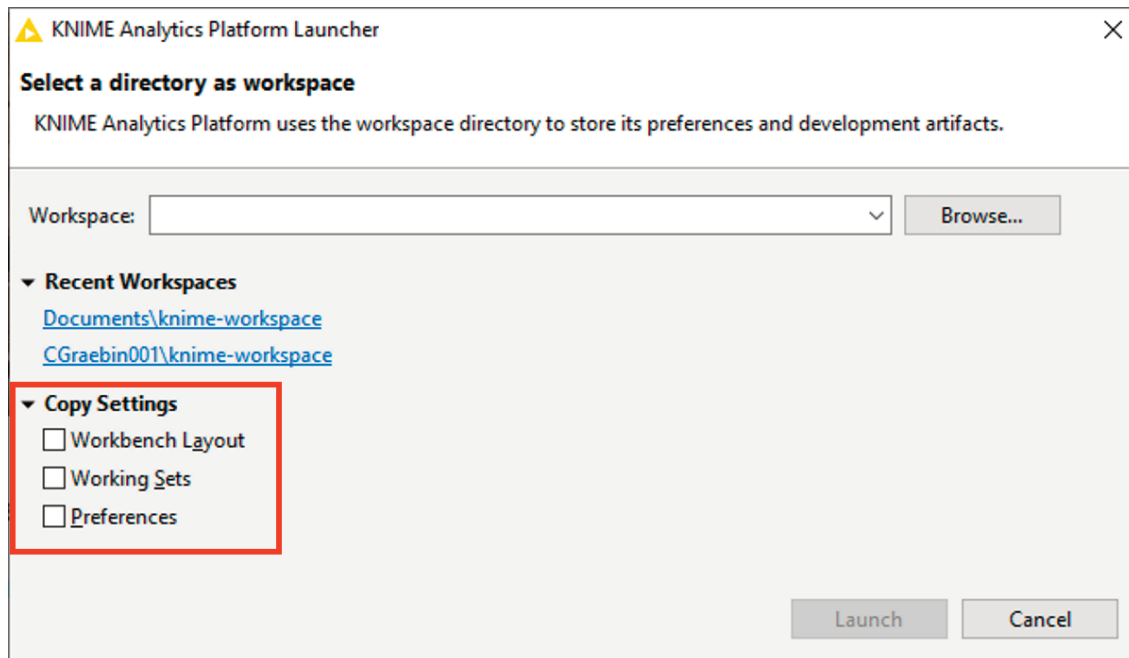 KNIME Analytics Platform Launcher
Select a directory as workspace
KNIME Analytics Platform uses the workspace directory to store its preferences and development artifacts.
Workspace:
Browse...
Recent Workspaces
Documents\knime-workspace
CGraebin001\knime-workspace
Copy Settings
Workbench Layout
Working Sets
Preferences
Launch
Cancel